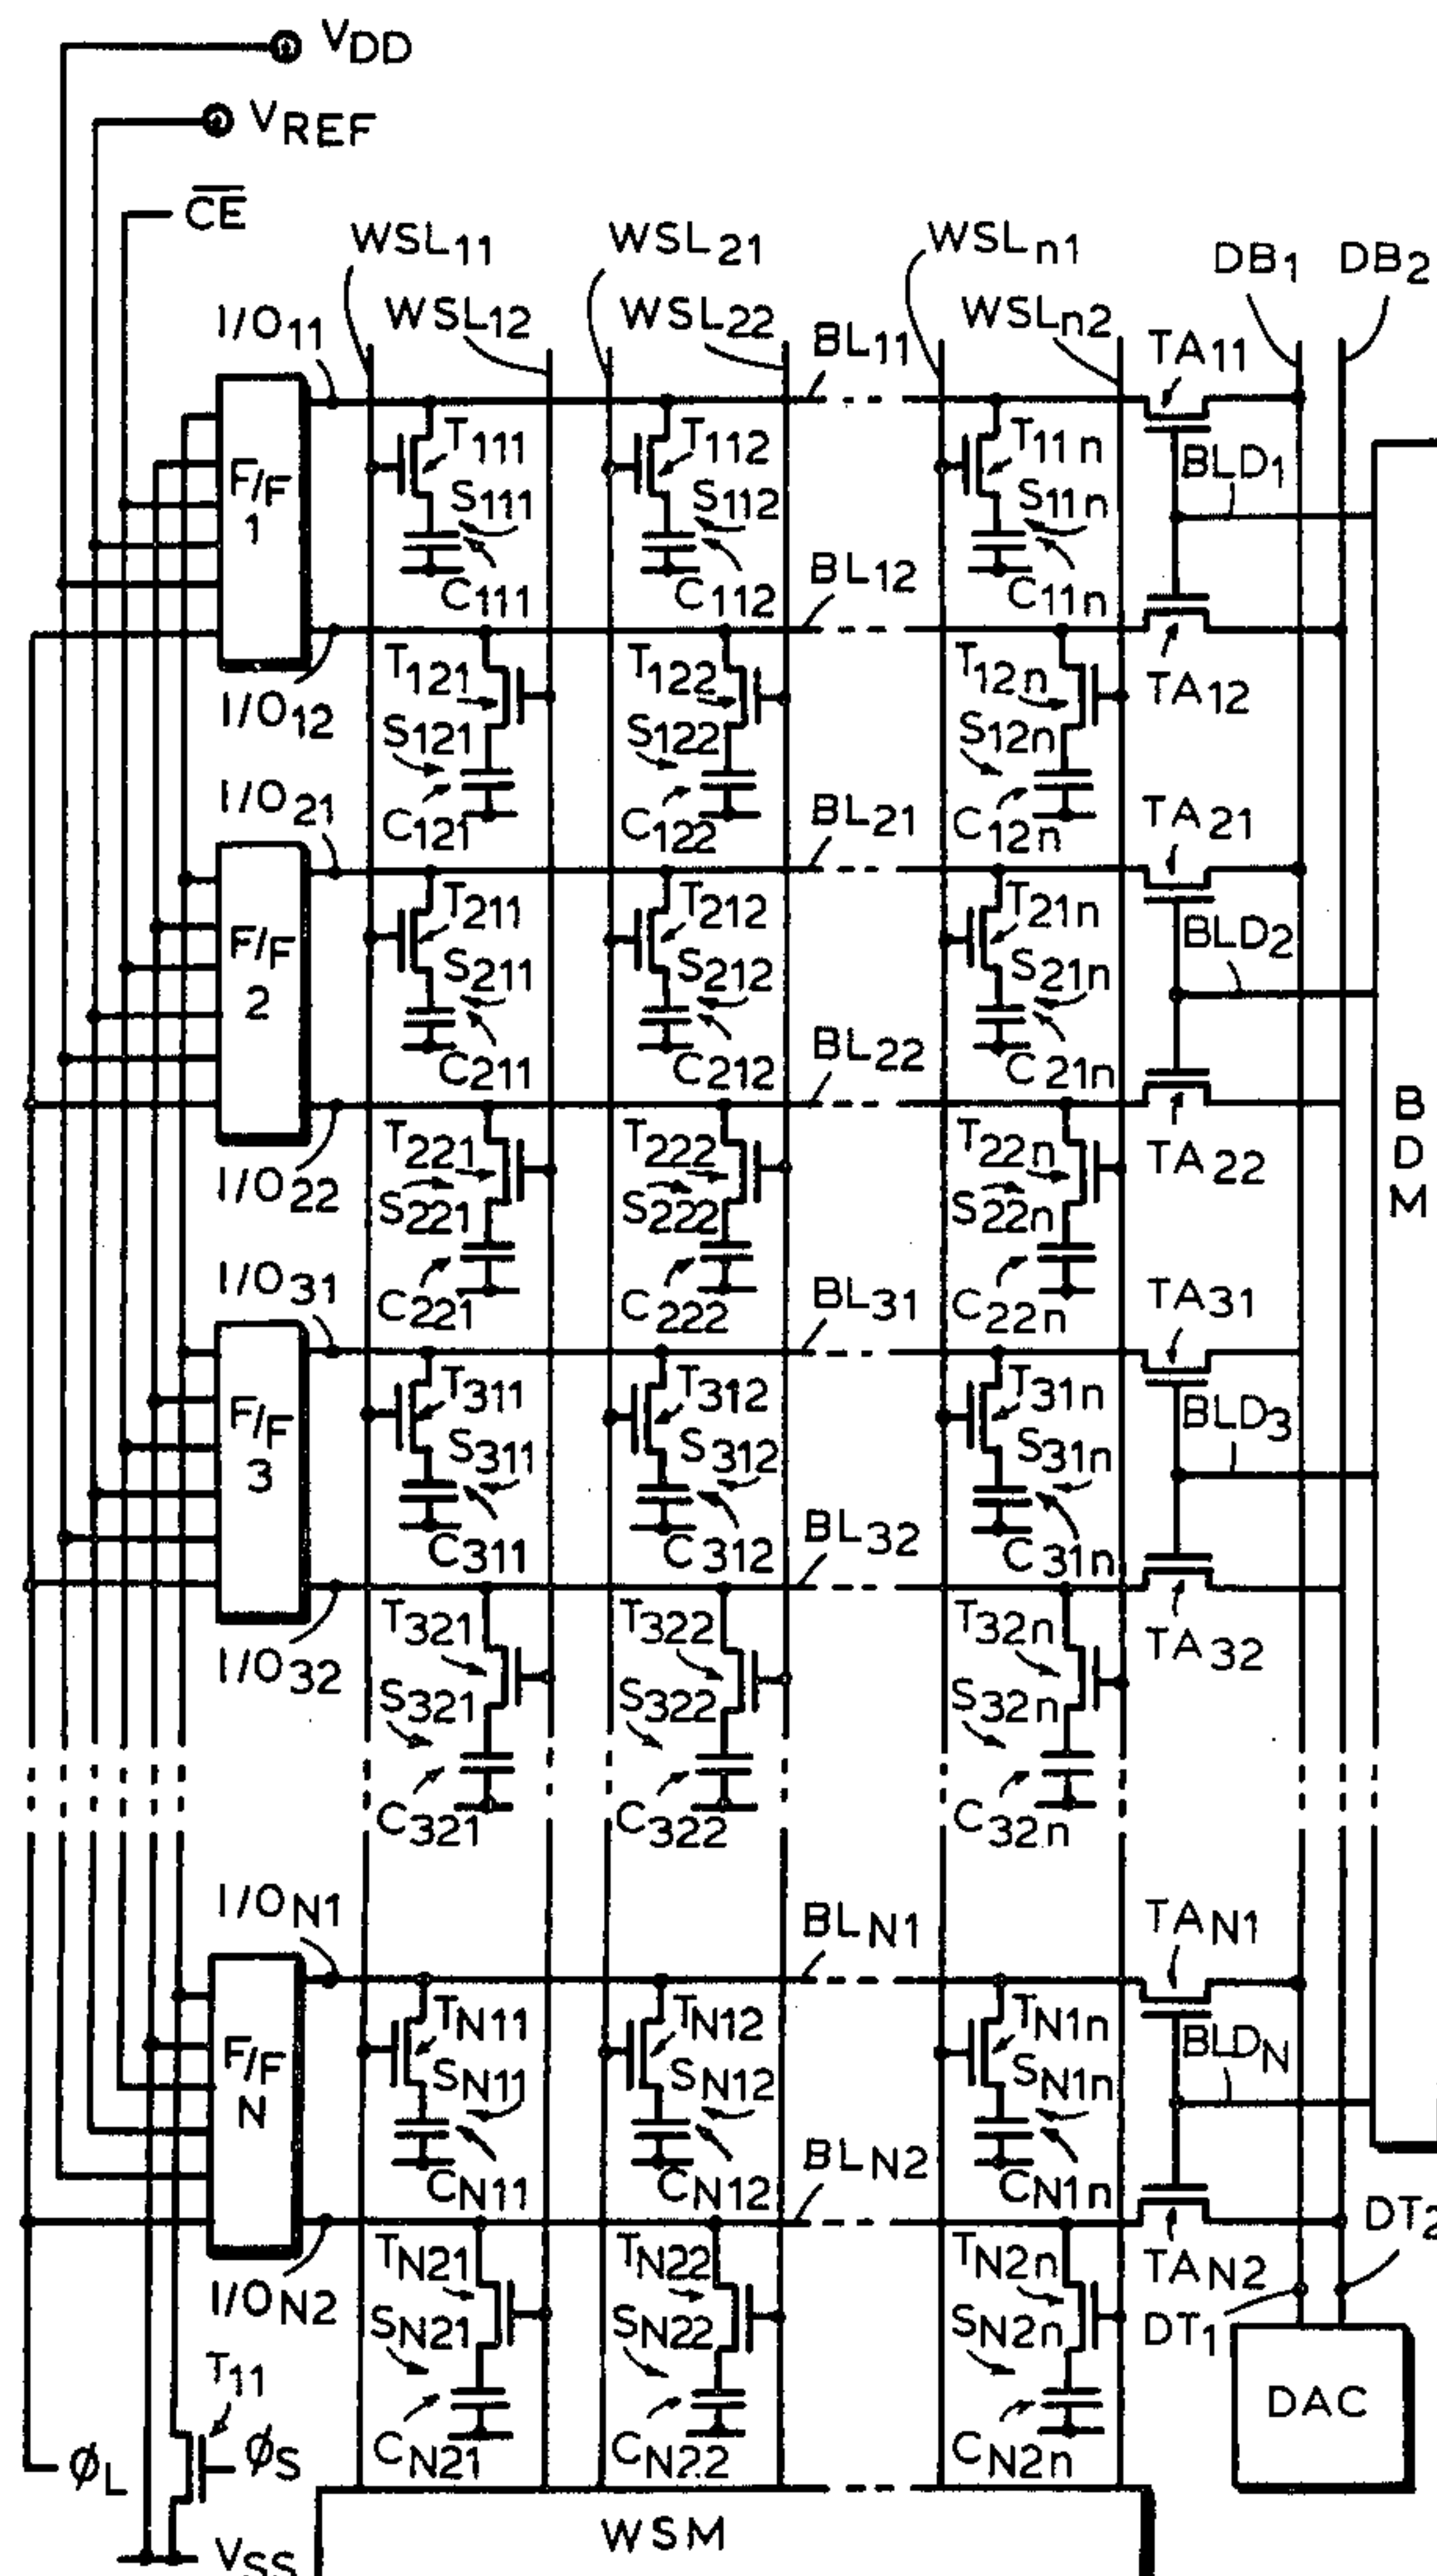 VDD
VREF
CE
WSL11 WSL21 WSLn1 DB1 DB2
I/O11 WSL12 WSL22 BL11 WSLn2 TA11
F/F 1 T111 T112 T11n BLD1
S111 S112 S11n
C111 C112 BL12 C11n
I/O12 T121 T122 T12n TA12
S121 S122 S12n
I/O21 C121 C122 BL21 C12n TA21
F/F 2 T211 T212 T21n BLD2
S211 S212 S21n
C211 C212 BL22 C21n
I/O22 T221 T222 T22n TA22
S221 S222 S22n
BDM
I/O31 C221 C222 BL31 C22n TA31
F/F 3 T311 T312 T31n BLD3
S311 S312 S31n
C311 C312 BL32 C31n
I/O32 T321 T322 T32n TA32
S321 S322 S32n
C321 C322 C32n
I/ON1 BLN1 TAN1
F/F N TN11 TN12 TN1n BLDN
SN11 SN12 SN1n
CN11 CN12 BLN2 CN1n
I/ON2 TN21 TN22 TN2n TAN2 DT2
SN21 SN22 SN2n DT1
T11 CN21 CN22 CN2n DAC
ϕL ϕS
VSS WSM